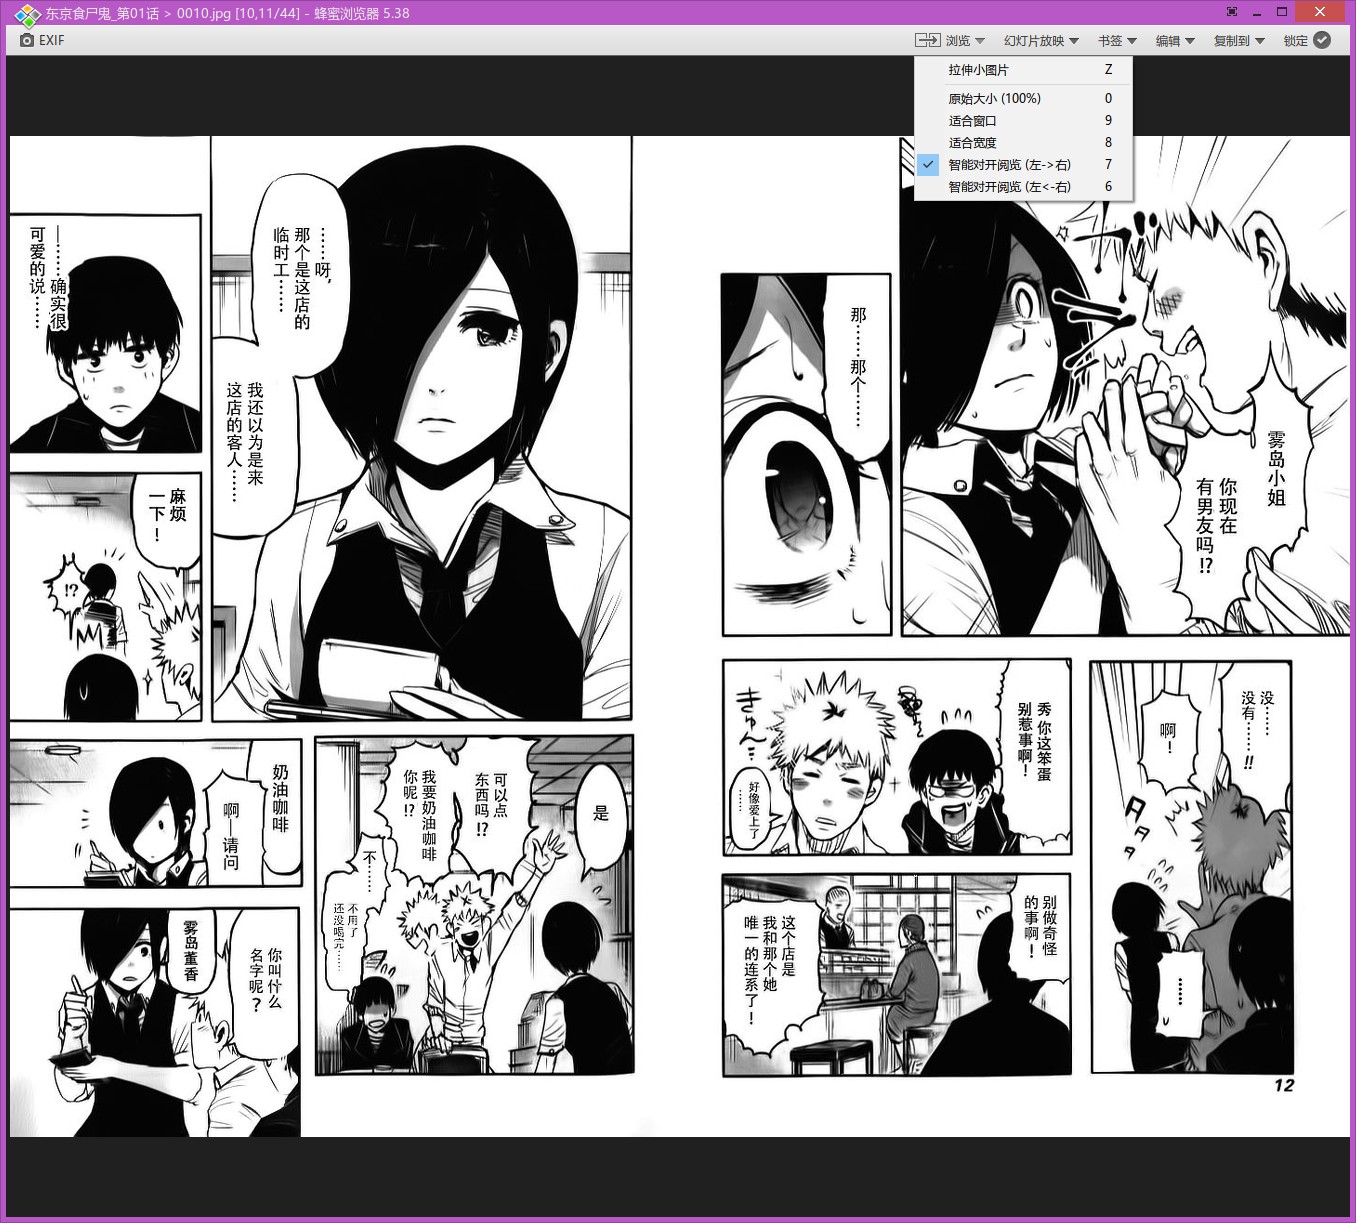 东京食尸鬼_第01话 > 0010.jpg [10,11/44] - 蜂蜜浏览器 5.38
EXIF
浏览
幻灯片放映
书签
编辑
复制到
锁定
拉伸小图片 Z
原始大小 (100%) 0
适合窗口 9
适合宽度 8
智能对开阅览 (左->右) 7
智能对开阅览 (左<-右) 6
……呀，
那个是这店的
临时工……
我还以为是来
这店的客人……
—……确实很
可爱的说……
麻烦
一下！
!?
是
可以点
东西吗!?
我要奶油咖啡
你呢!?
不……
不用了
还没喝完……
奶油咖啡
啊—请问
你叫什么
名字呢？
雾岛董香
雾岛小姐
你现在
有男友吗!?
那……那个……
没……
没有……!!
啊！
……
秀 你这笨蛋
别惹事啊！
きゅ〜…
好像爱上了
……
别做奇怪
的事啊！
这个店是
我和那个她
唯一的连系了！
12